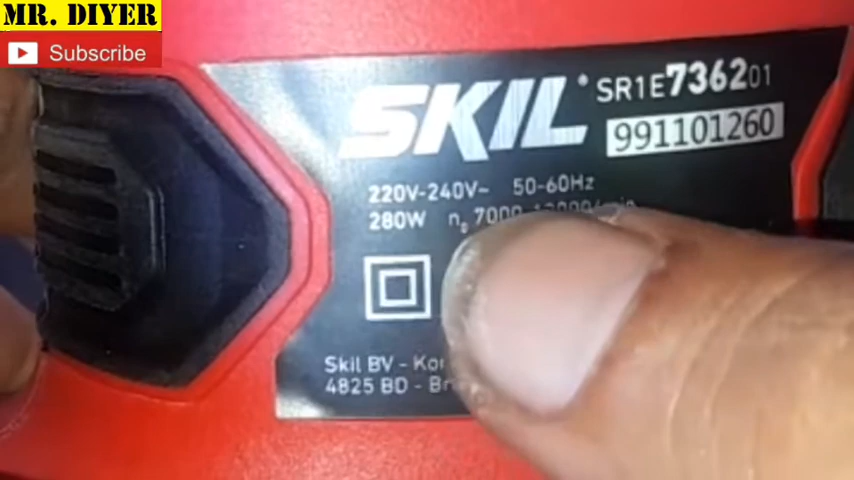 MR. DIYER
Subscribe
SKIL SR1E736201
991101260
220V-240V~ 50-60Hz
280W n₀ 7000
Skil BV - 
4825 BD -